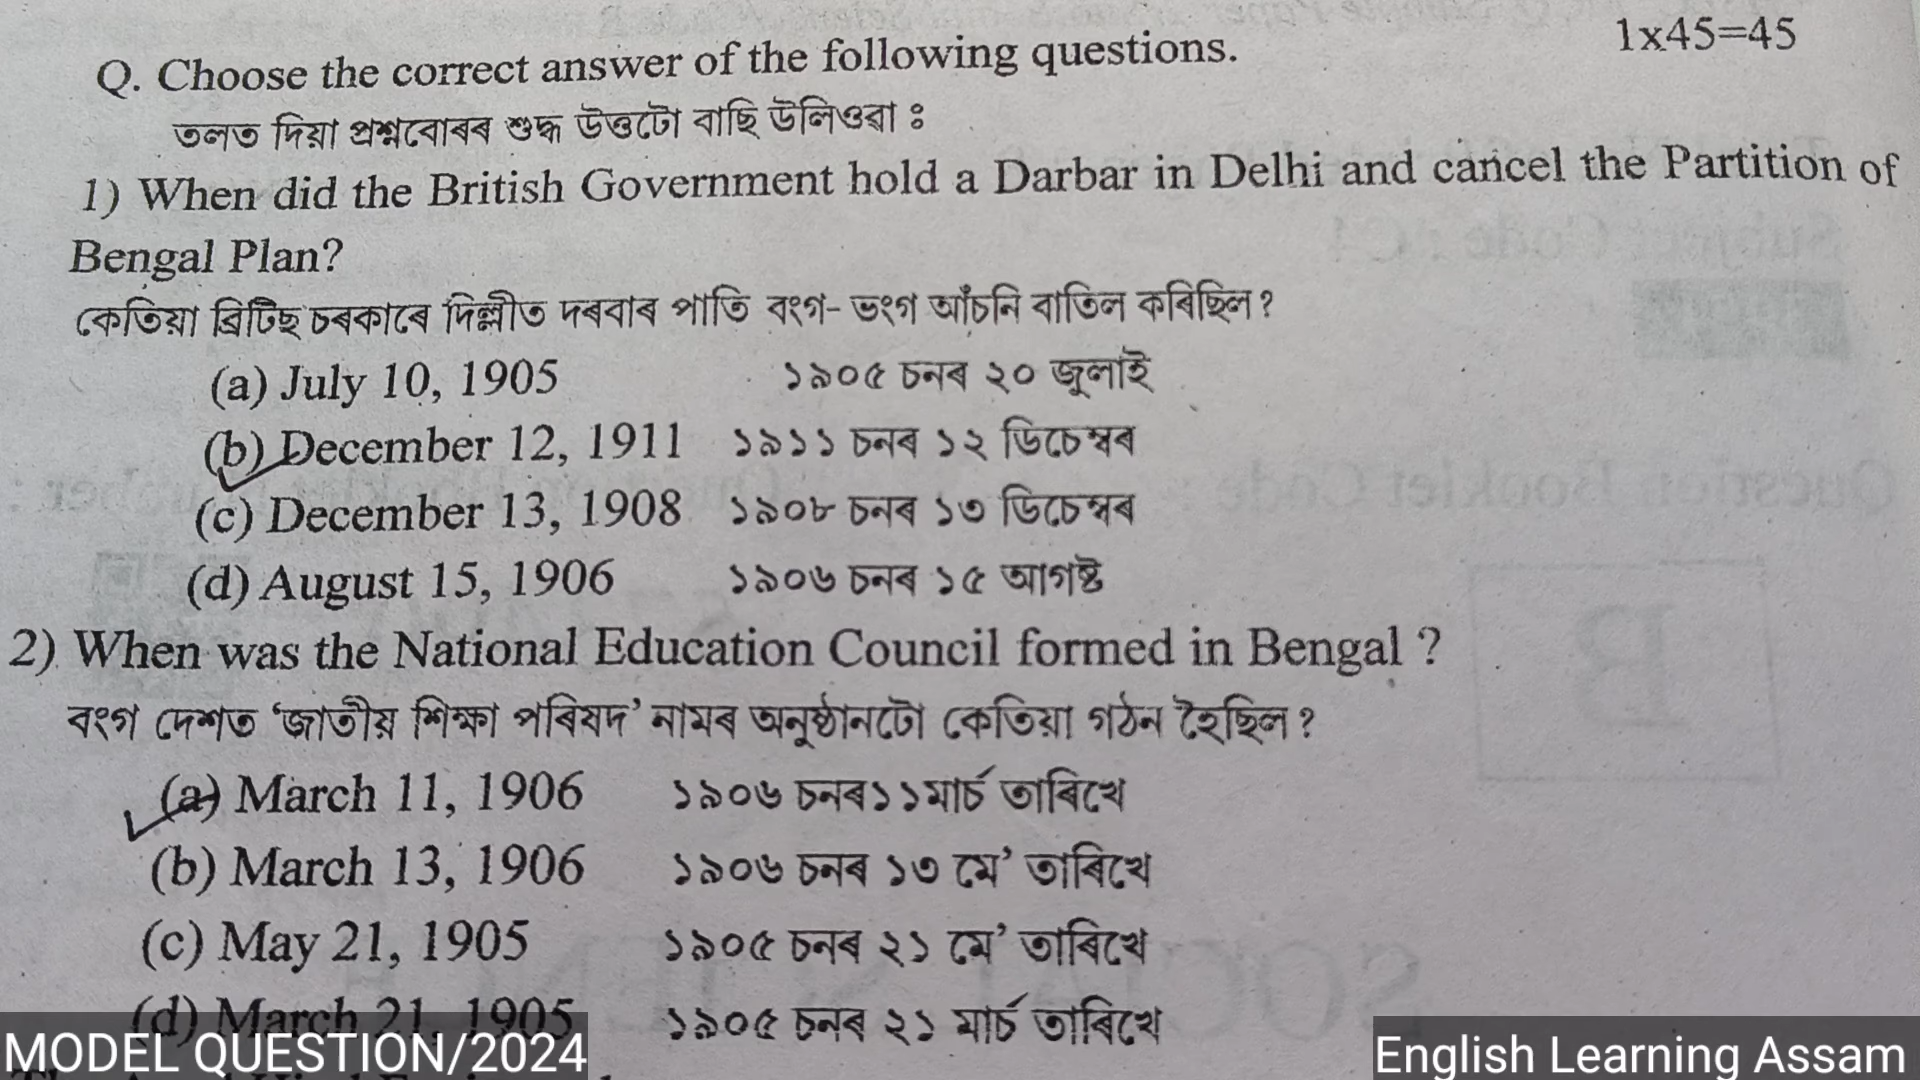 1x45=45
Q. Choose the correct answer of the following questions.
তলত দিয়া প্ৰশ্নবোৰৰ শুদ্ধ উত্তটো বাছি উলিওৱা ঃ
1) When did the British Government hold a Darbar in Delhi and cancel the Partition of
Bengal Plan?
কেতিয়া ব্ৰিটিছ চৰকাৰে দিল্লীত দৰবাৰ পাতি বংগ- ভংগ আঁচনি বাতিল কৰিছিল ?
(a) July 10, 1905 ১৯০৫ চনৰ ২০ জুলাই
(b) December 12, 1911 ১৯১১ চনৰ ১২ ডিচেম্বৰ
(c) December 13, 1908 ১৯০৮ চনৰ ১৩ ডিচেম্বৰ
(d) August 15, 1906 ১৯০৬ চনৰ ১৫ আগষ্ট
2) When was the National Education Council formed in Bengal ?
বংগ দেশত ‘জাতীয় শিক্ষা পৰিষদ’ নামৰ অনুষ্ঠানটো কেতিয়া গঠন হৈছিল ?
(a) March 11, 1906 ১৯০৬ চনৰ১১মাৰ্চ তাৰিখে
(b) March 13, 1906 ১৯০৬ চনৰ ১৩ মে’ তাৰিখে
(c) May 21, 1905 ১৯০৫ চনৰ ২১ মে’ তাৰিখে
(d) March 21, 1905 ১৯০৫ চনৰ ২১ মাৰ্চ তাৰিখে
MODEL QUESTION/2024
English Learning Assam